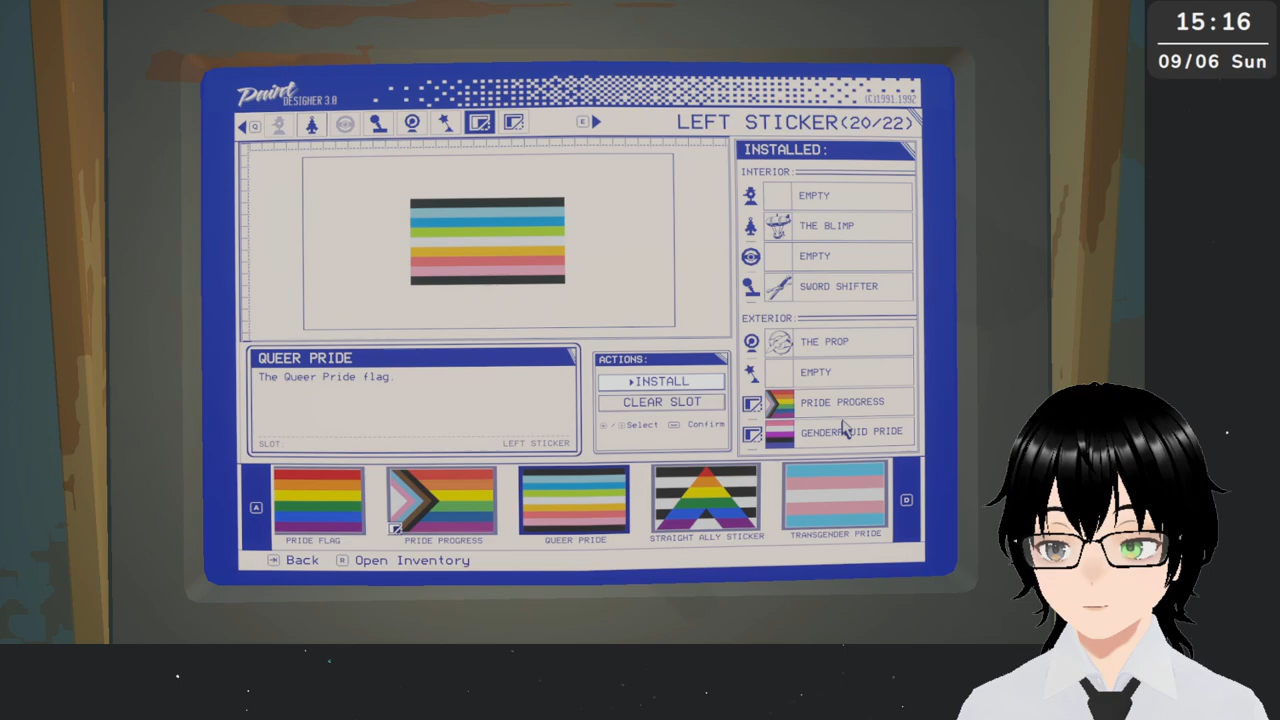 15:16
09/06 Sun
Paint
DESIGNER 3.0
(C)1991,1992
Q
E
LEFT STICKER(20/22)
INSTALLED:
INTERIOR:
EMPTY
THE BLIMP
EMPTY
SWORD SHIFTER
EXTERIOR:
THE PROP
EMPTY
PRIDE PROGRESS
GENDERFLUID PRIDE
QUEER PRIDE
The Queer Pride flag.
SLOT:
LEFT STICKER
ACTIONS:
INSTALL
CLEAR SLOT
Select
Confirm
A
PRIDE FLAG
PRIDE PROGRESS
QUEER PRIDE
STRAIGHT ALLY STICKER
TRANSGENDER PRIDE
D
Back
R Open Inventory